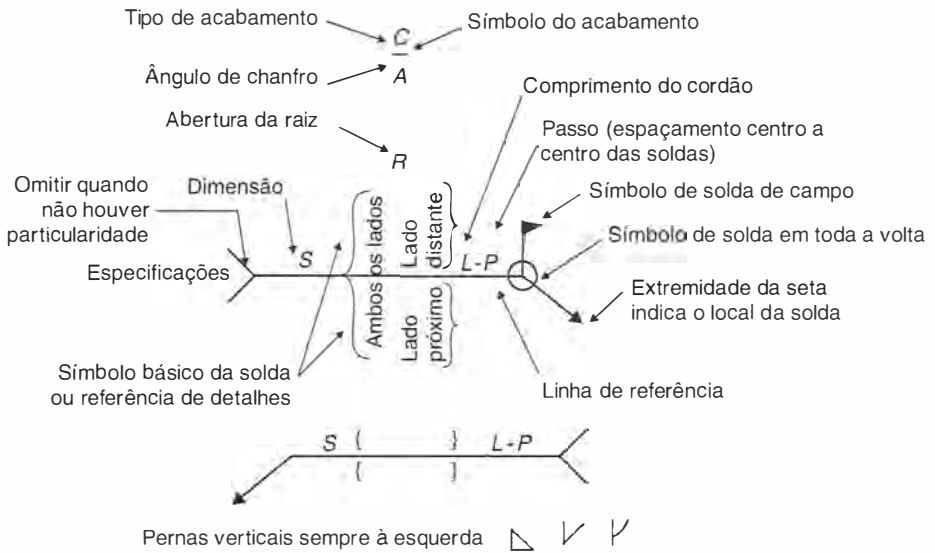 Tipo de acabamento
Símbolo do acabamento
C
Ângulo de chanfro
A
Comprimento do cordão
Abertura da raiz
Passo (espaçamento centro a
centro das soldas)
R
Omitir quando
não houver
particularidade
Dimensão
Símbolo de solda de campo
Ambos os lados
Lado
distante
S
L-P
Símbolo de solda em toda a volta
Especificações
Lado
próximo
Extremidade da seta
indica o local da solda
Símbolo básico da solda
ou referência de detalhes
Linha de referência
S { } L-P
[ ]
Pernas verticais sempre à esquerda